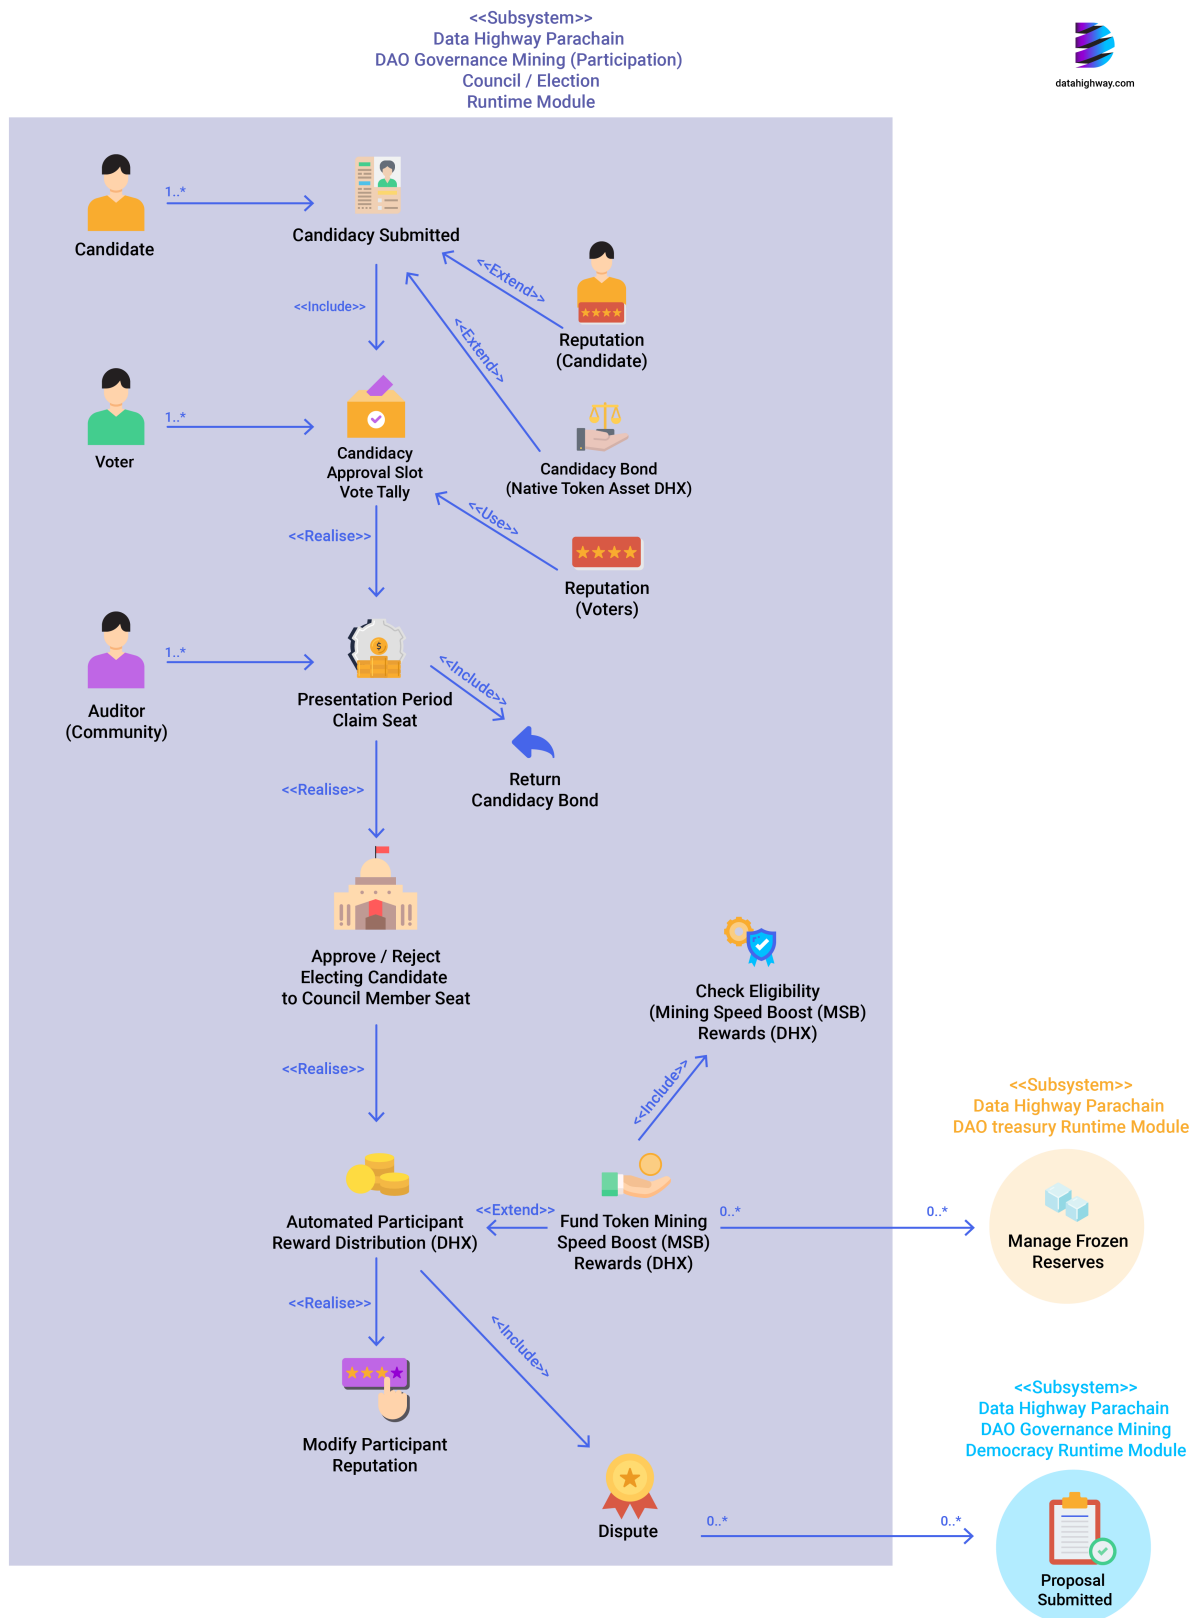 <<Subsystem>>
Data Highway Parachain
DAO Governance Mining (Participation)
Council / Election
Runtime Module
datahighway.com
1..*
Candidate
Candidacy Submitted
<<Extend>>
Reputation
(Candidate)
<<Include>>
<<Extend>>
1..*
Voter
Candidacy
Approval Slot
Vote Tally
Candidacy Bond
(Native Token Asset DHX)
<<Use>>
<<Realise>>
Reputation
(Voters)
1..*
Auditor
(Community)
Presentation Period
Claim Seat
<<Include>>
Return
Candidacy Bond
<<Realise>>
Approve / Reject
Electing Candidate
to Council Member Seat
Check Eligibility
(Mining Speed Boost (MSB)
Rewards (DHX)
<<Realise>>
<<Include>>
<<Subsystem>>
Data Highway Parachain
DAO treasury Runtime Module
Automated Participant
Reward Distribution (DHX)
<<Extend>>
Fund Token Mining
Speed Boost (MSB)
Rewards (DHX)
0..*
0..*
Manage Frozen
Reserves
<<Realise>>
<<Include>>
Modify Participant
Reputation
<<Subsystem>>
Data Highway Parachain
DAO Governance Mining
Democracy Runtime Module
Dispute
0..*
0..*
Proposal
Submitted